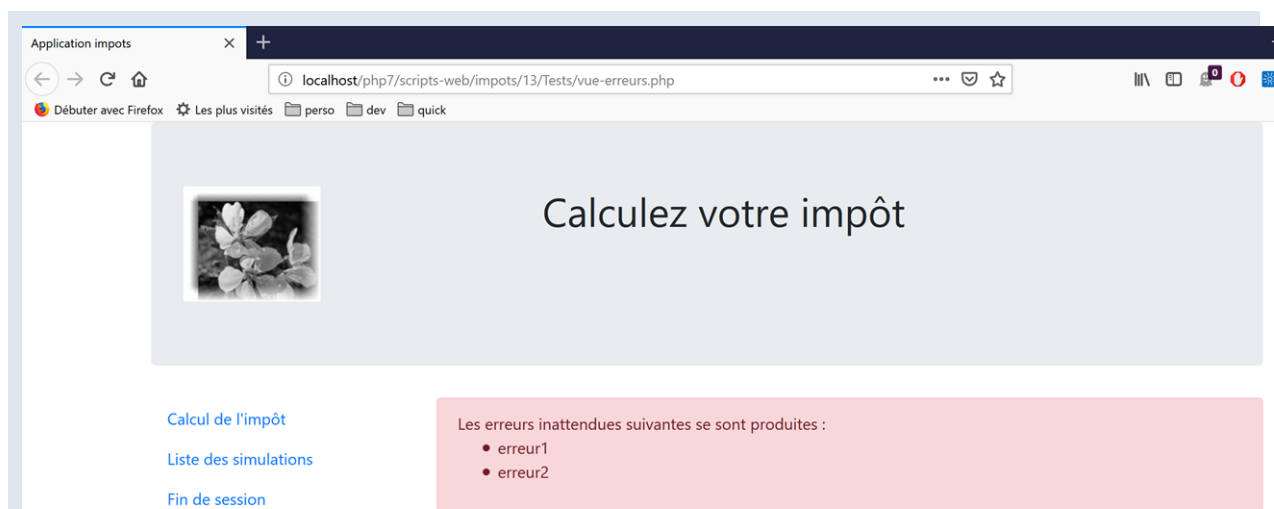 Application impots
localhost/php7/scripts-web/impots/13/Tests/vue-erreurs.php
0
Débuter avec Firefox Les plus visités perso dev quick
Calculez votre impôt
Calcul de l'impôt
Liste des simulations
Fin de session
Les erreurs inattendues suivantes se sont produites :
erreur1
erreur2